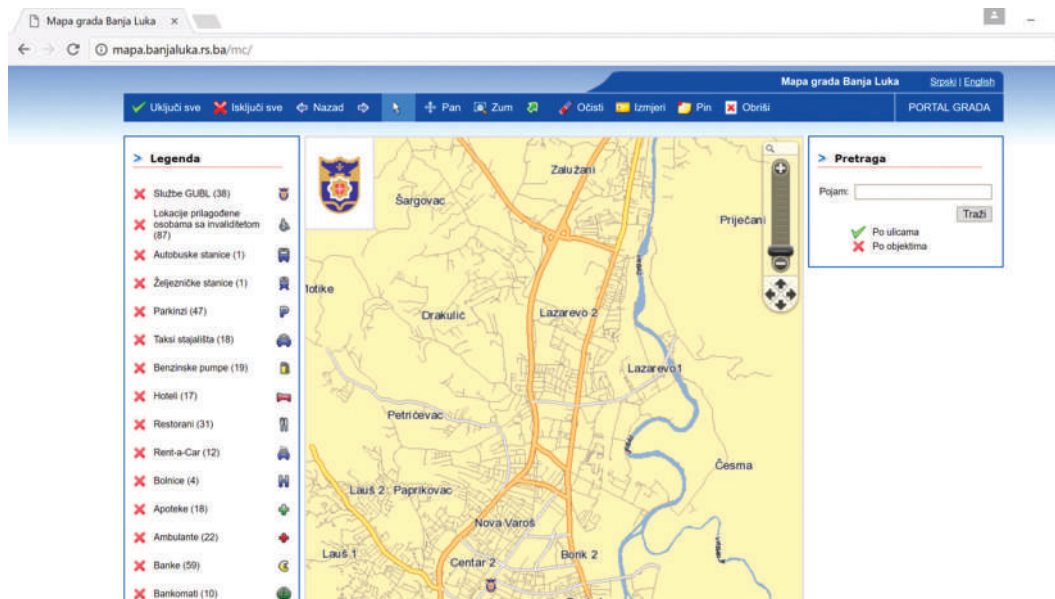 Mapa grada Banja Luka
mapa.banjaluka.rs.ba/mc/
Mapa grada Banja Luka Srpski | English
Uključi sve Isključi sve Nazad Pan Zum Očisti Izmjeri Pin Obriši PORTAL GRADA
> Legenda
Službe GUBL (38)
Lokacije prilagođene
osobama sa invaliditetom
(87)
Autobuske stanice (1)
Željezničke stanice (1)
Parkinzi (47)
Taksi stajališta (18)
Benzinske pumpe (19)
Hoteli (17)
Restorani (31)
Rent-a-Car (12)
Bolnice (4)
Apoteke (18)
Ambulante (22)
Banke (59)
Bankomati (10)
Zalužani
Šargovac
Priječani
Motike
Drakulić
Lazarevo 2
Lazarevo 1
Petrićevac
Česma
Lauš 2
Paprikovac
Nova Varoš
Lauš 1
Centar 2
Borik 2
> Pretraga
Pojam:
Traži
Po ulicama
Po objektima